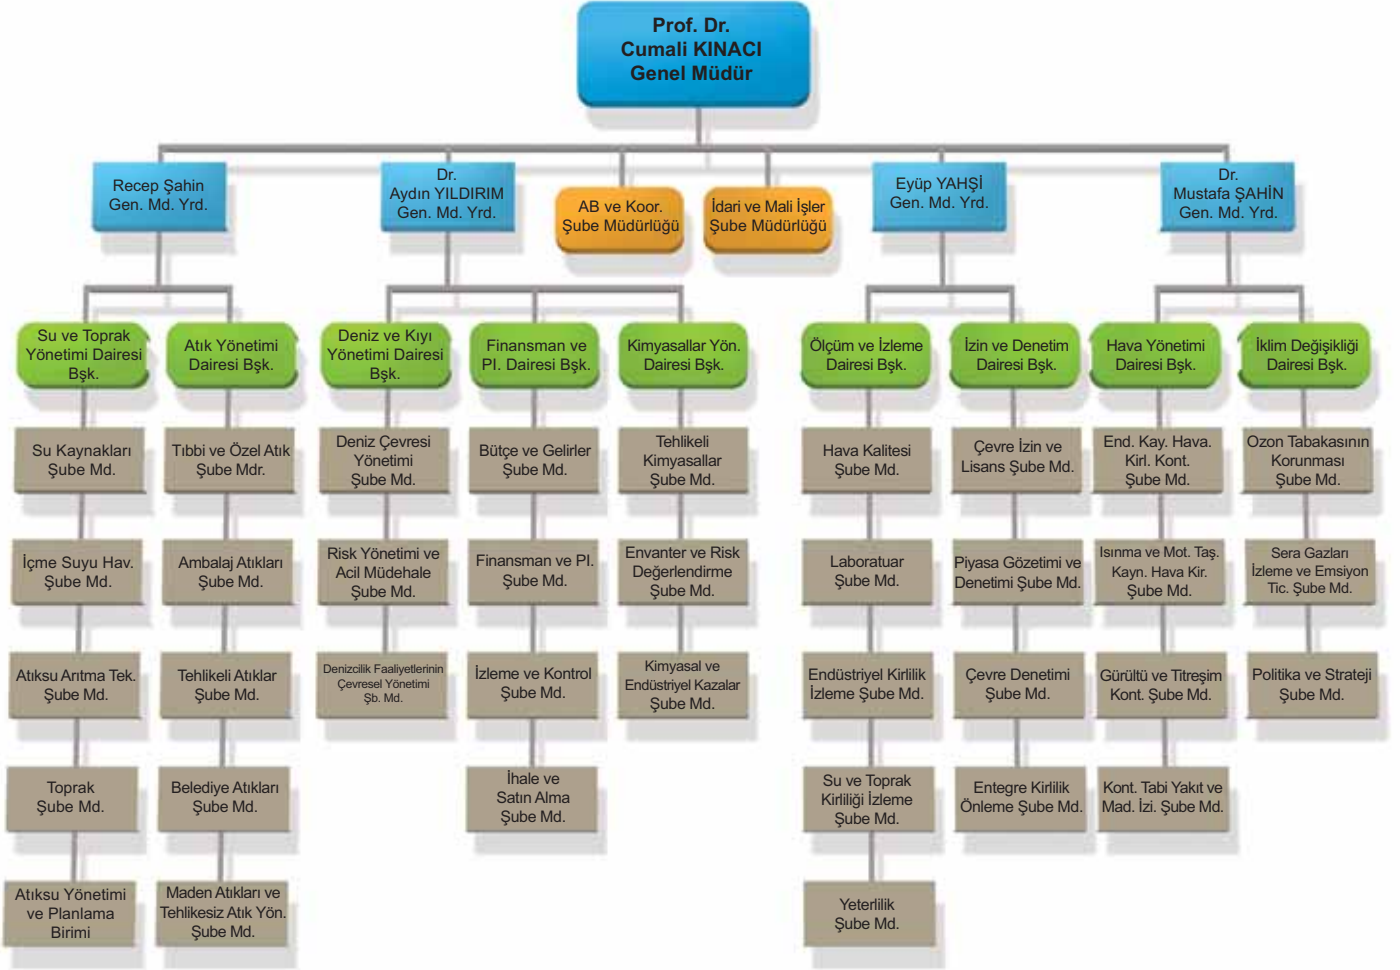 Prof. Dr.
Cumali KINACI
Genel Müdür
Recep Şahin
Gen. Md. Yrd.
Dr.
Aydın YILDIRIM
Gen. Md. Yrd.
AB ve Koor.
Şube Müdürlüğü
İdari ve Mali İşler
Şube Müdürlüğü
Eyüp YAHŞİ
Gen. Md. Yrd.
Dr.
Mustafa ŞAHİN
Gen. Md. Yrd.
Su ve Toprak
Yönetimi Dairesi
Bşk.
Atık Yönetimi
Dairesi Bşk.
Deniz ve Kıyı
Yönetimi Dairesi
Bşk.
Finansman ve
Pl. Dairesi Bşk.
Kimyasallar Yön.
Dairesi Bşk.
Ölçüm ve İzleme
Dairesi Bşk.
İzin ve Denetim
Dairesi Bşk.
Hava Yönetimi
Dairesi Bşk.
İklim Değişikliği
Dairesi Bşk.
Su Kaynakları
Şube Md.
Tıbbi ve Özel Atık
Şube Mdr.
Deniz Çevresi
Yönetimi
Şube Md.
Bütçe ve Gelirler
Şube Md.
Tehlikeli
Kimyasallar
Şube Md.
Hava Kalitesi
Şube Md.
Çevre İzin ve
Lisans Şube Md.
End. Kay. Hava.
Kirl. Kont.
Şube Md.
Ozon Tabakasının
Korunması
Şube Md.
İçme Suyu Hav.
Şube Md.
Ambalaj Atıkları
Şube Md.
Risk Yönetimi ve
Acil Müdehale
Şube Md.
Finansman ve Pl.
Şube Md.
Envanter ve Risk
Değerlendirme
Şube Md.
Laboratuar
Şube Md.
Piyasa Gözetimi ve
Denetimi Şube Md.
Isınma ve Mot. Taş.
Kayn. Hava Kir.
Şube Md.
Sera Gazları
İzleme ve Emsiyon
Tic. Şube Md.
Atıksu Arıtma Tek.
Şube Md.
Tehlikeli Atıklar
Şube Md.
Denizcilik Faaliyetlerinin
Çevresel Yönetimi
Şb. Md.
İzleme ve Kontrol
Şube Md.
Kimyasal ve
Endüstriyel Kazalar
Şube Md.
Endüstriyel Kirlilik
İzleme Şube Md.
Çevre Denetimi
Şube Md.
Gürültü ve Titreşim
Kont. Şube Md.
Politika ve Strateji
Şube Md.
Toprak
Şube Md.
Belediye Atıkları
Şube Md.
İhale ve
Satın Alma
Şube Md.
Su ve Toprak
Kirliliği İzleme
Şube Md.
Entegre Kirlilik
Önleme Şube Md.
Kont. Tabi Yakıt ve
Mad. İzi. Şube Md.
Atıksu Yönetimi
ve Planlama
Birimi
Maden Atıkları ve
Tehlikesiz Atık Yön.
Şube Md.
Yeterlilik
Şube Md.